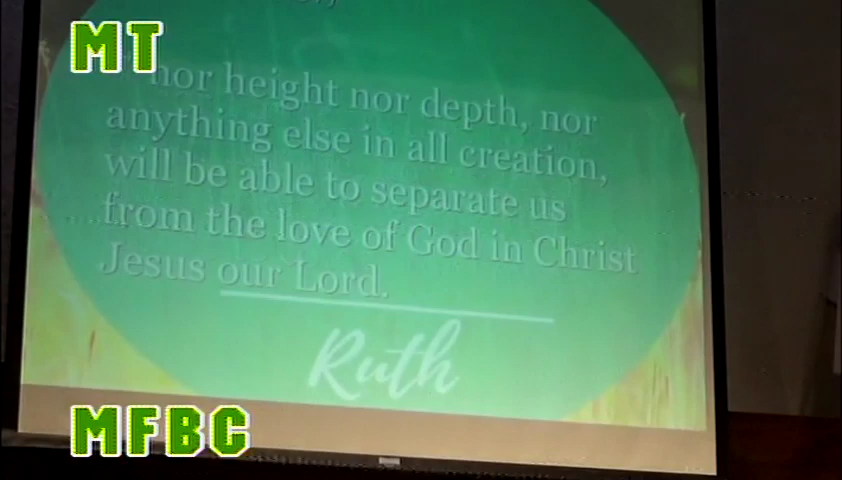 MT
nor height nor depth, nor
anything else in all creation,
will be able to separate us
from the love of God in Christ
Jesus our Lord.
Ruth
MFBC